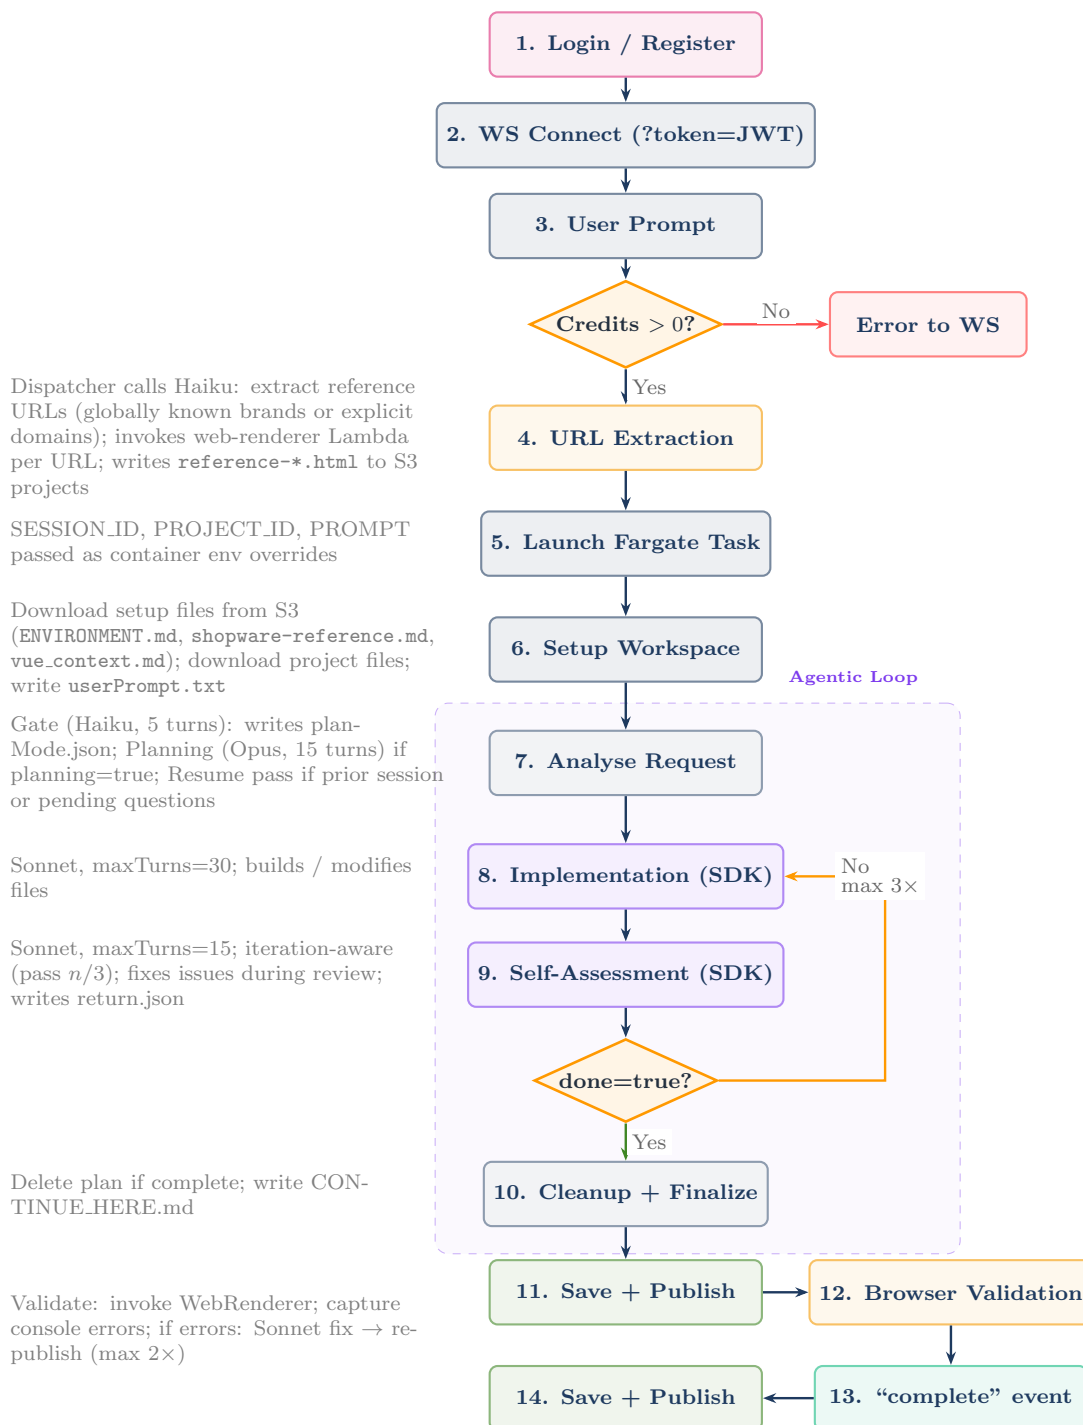 1. Login / Register
2. WS Connect (?token=JWT)
3. User Prompt
Credits > 0?
No
Error to WS
Yes
Dispatcher calls Haiku: extract reference
URLs (globally known brands or explicit
domains); invokes web-renderer Lambda
per URL; writes reference-*.html to S3
projects
4. URL Extraction
SESSION_ID, PROJECT_ID, PROMPT
passed as container env overrides
5. Launch Fargate Task
Download setup files from S3
(ENVIRONMENT.md, shopware-reference.md,
vue_context.md); download project files;
write userPrompt.txt
6. Setup Workspace
Agentic Loop
Gate (Haiku, 5 turns): writes plan-
Mode.json; Planning (Opus, 15 turns) if
planning=true; Resume pass if prior session
or pending questions
7. Analyse Request
Sonnet, maxTurns=30; builds / modifies
files
8. Implementation (SDK)
No
max 3×
Sonnet, maxTurns=15; iteration-aware
(pass n/3); fixes issues during review;
writes return.json
9. Self-Assessment (SDK)
done=true?
Yes
Delete plan if complete; write CON-
TINUE_HERE.md
10. Cleanup + Finalize
11. Save + Publish
12. Browser Validation
Validate: invoke WebRenderer; capture
console errors; if errors: Sonnet fix → re-
publish (max 2×)
14. Save + Publish
13. “complete” event